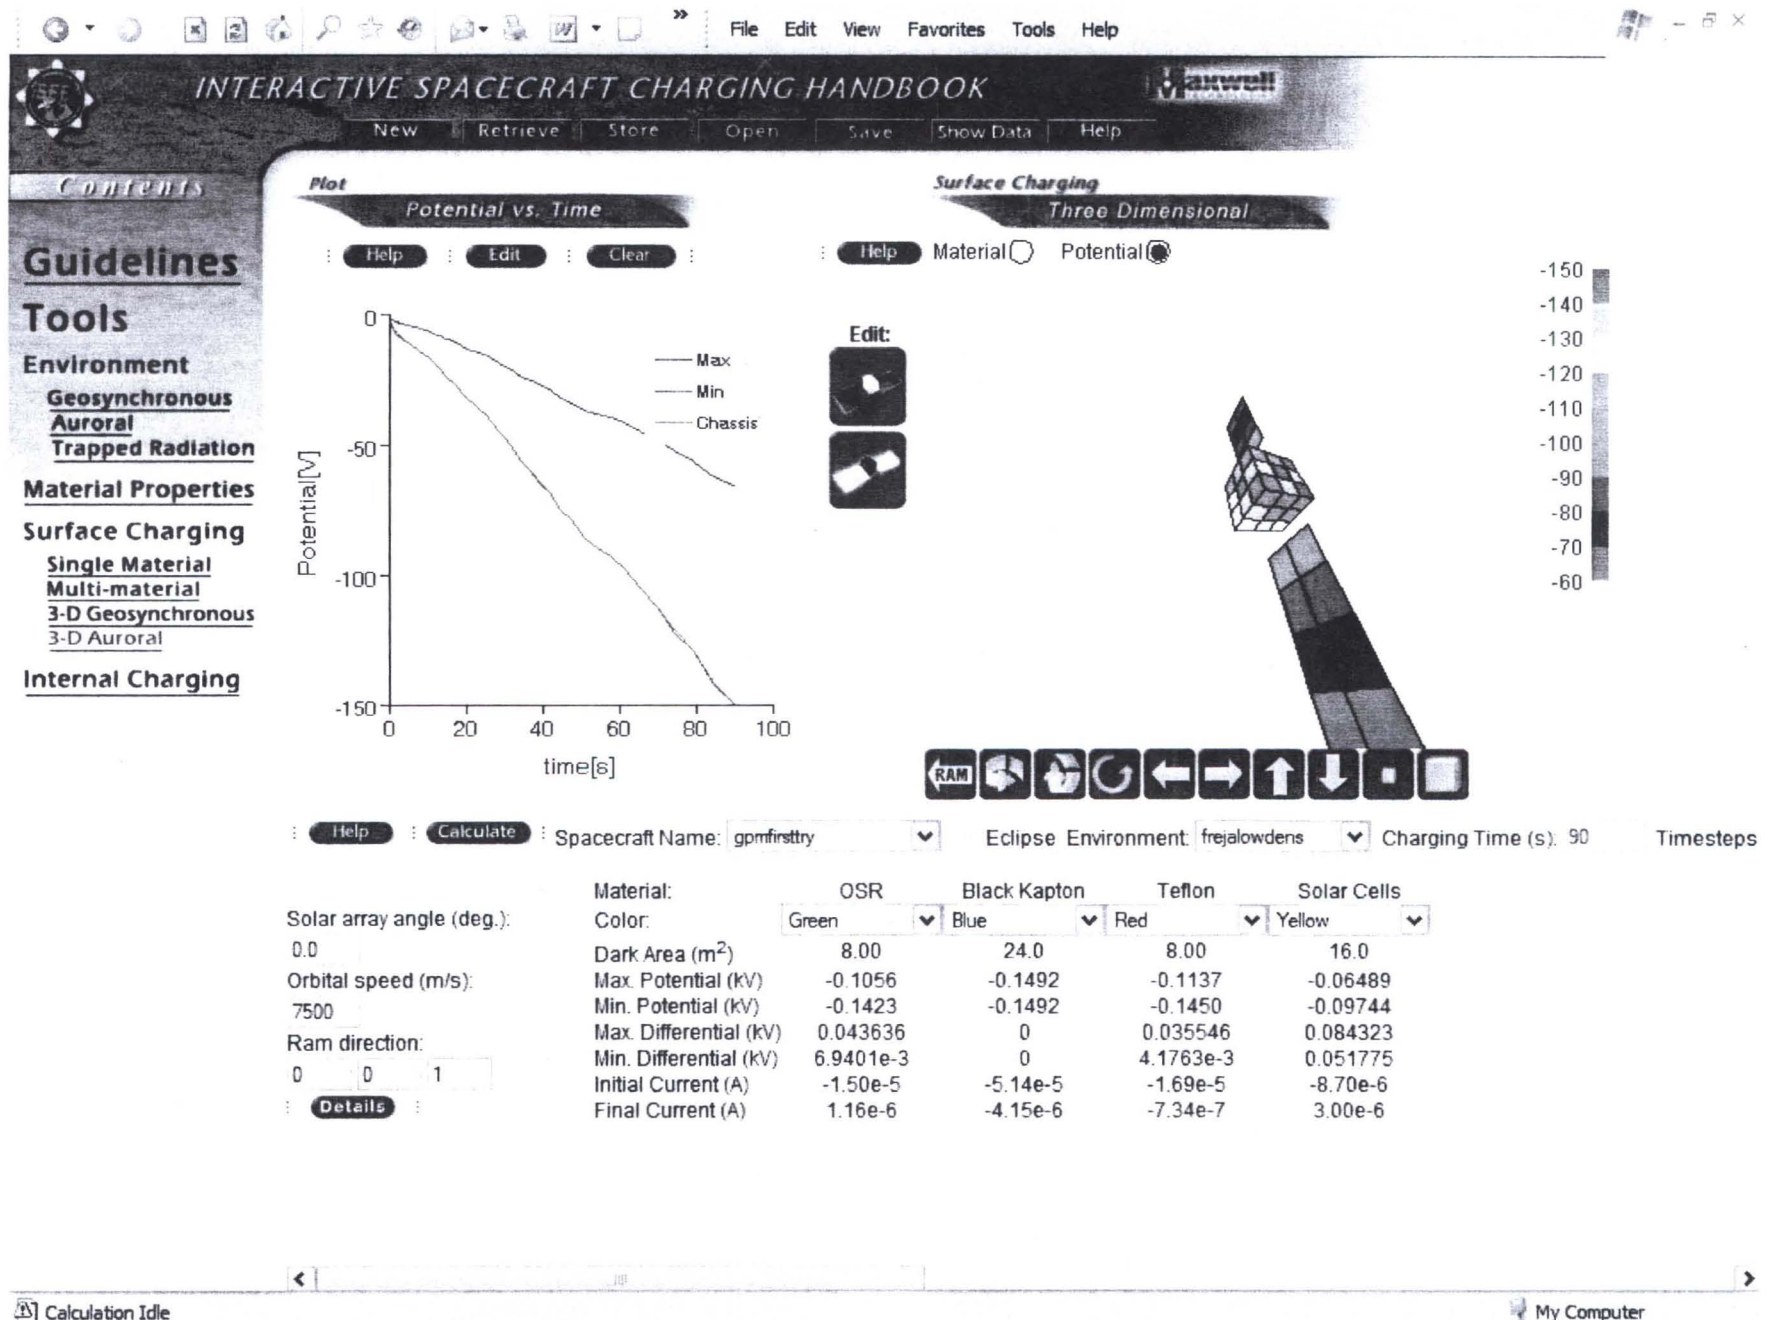 File Edit View Favorites Tools Help
INTERACTIVE SPACECRAFT CHARGING HANDBOOK
Maxwell
SEE
New Retrieve Store Open Save Show Data Help
Contents
Guidelines
Tools
Environment
Geosynchronous
Auroral
Trapped Radiation
Material Properties
Surface Charging
Single Material
Multi-material
3-D Geosynchronous
3-D Auroral
Internal Charging
Plot
Potential vs. Time
Help Edit Clear
0
-50
-100
-150
Potential[V]
0 20 40 60 80 100
time[s]
Max
Min
Chassis
Surface Charging
Three Dimensional
Help Material Potential
Edit:
-150
-140
-130
-120
-110
-100
-90
-80
-70
-60
RAM
Help Calculate Spacecraft Name: gpmfirsttry Eclipse Environment: frejalowdens Charging Time (s): 90 Timesteps
Solar array angle (deg.):
0.0
Orbital speed (m/s):
7500
Ram direction:
0 0 1
Details
Material: OSR Black Kapton Teflon Solar Cells
Color: Green Blue Red Yellow
Dark Area (m2) 8.00 24.0 8.00 16.0
Max. Potential (kV) -0.1056 -0.1492 -0.1137 -0.06489
Min. Potential (kV) -0.1423 -0.1492 -0.1450 -0.09744
Max. Differential (kV) 0.043636 0 0.035546 0.084323
Min. Differential (kV) 6.9401e-3 0 4.1763e-3 0.051775
Initial Current (A) -1.50e-5 -5.14e-5 -1.69e-5 -8.70e-6
Final Current (A) 1.16e-6 -4.15e-6 -7.34e-7 3.00e-6
Calculation Idle
My Computer